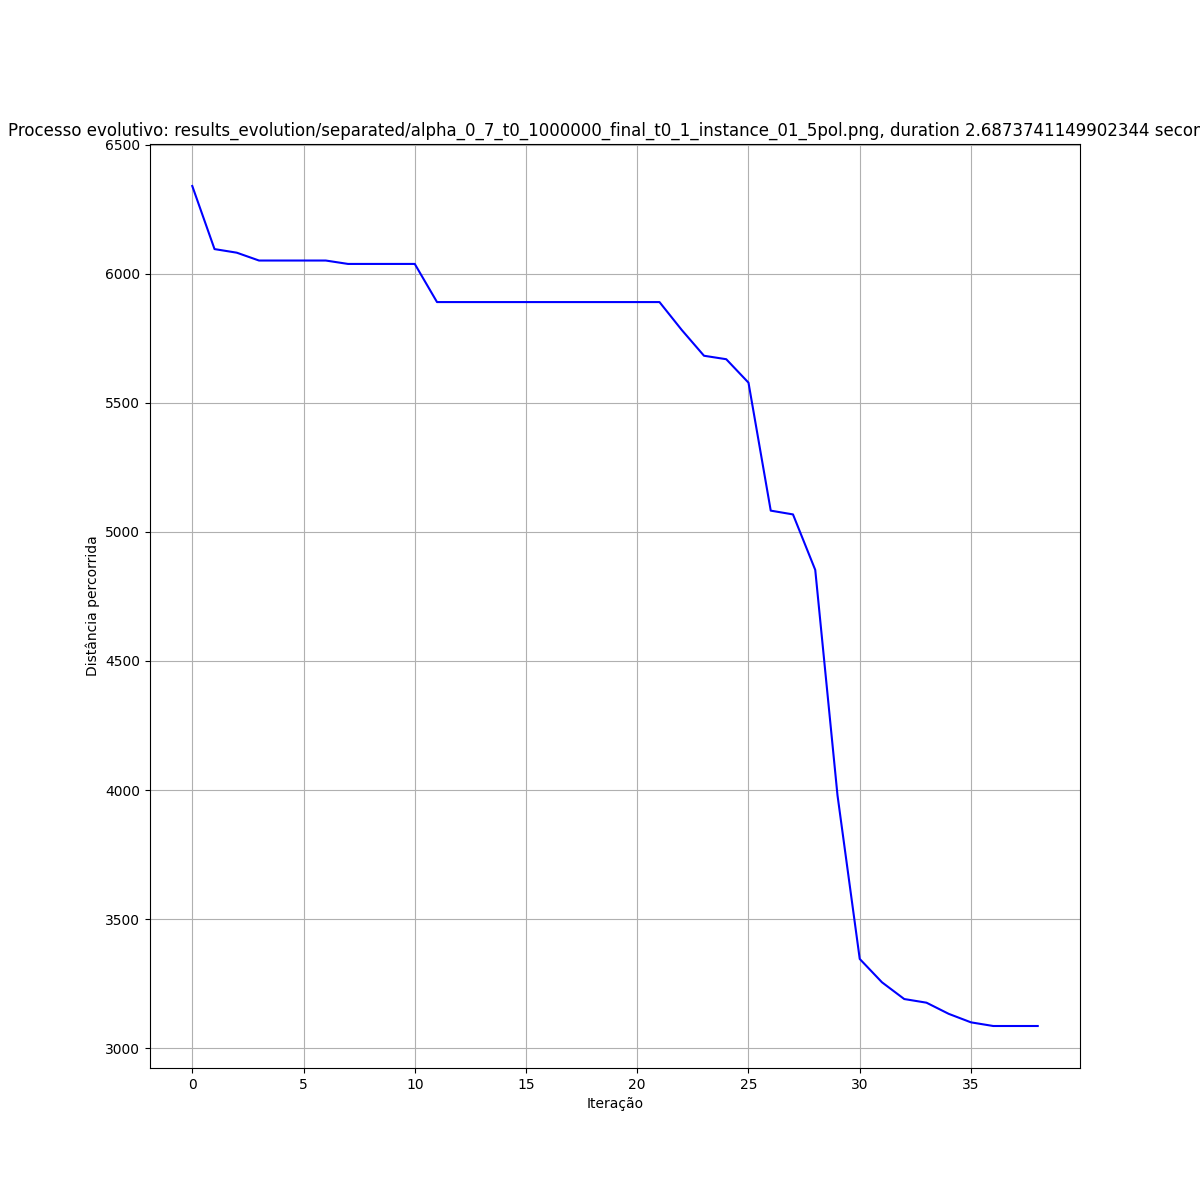 Processo evolutivo: results_evolution/separated/alpha_0_7_t0_1000000_final_t0_1_instance_01_5pol.png, duration 2.6873741149902344 secon
6500
6000
5500
5000
4500
4000
3500
3000
Distância percorrida
0 5 10 15 20 25 30 35
Iteração